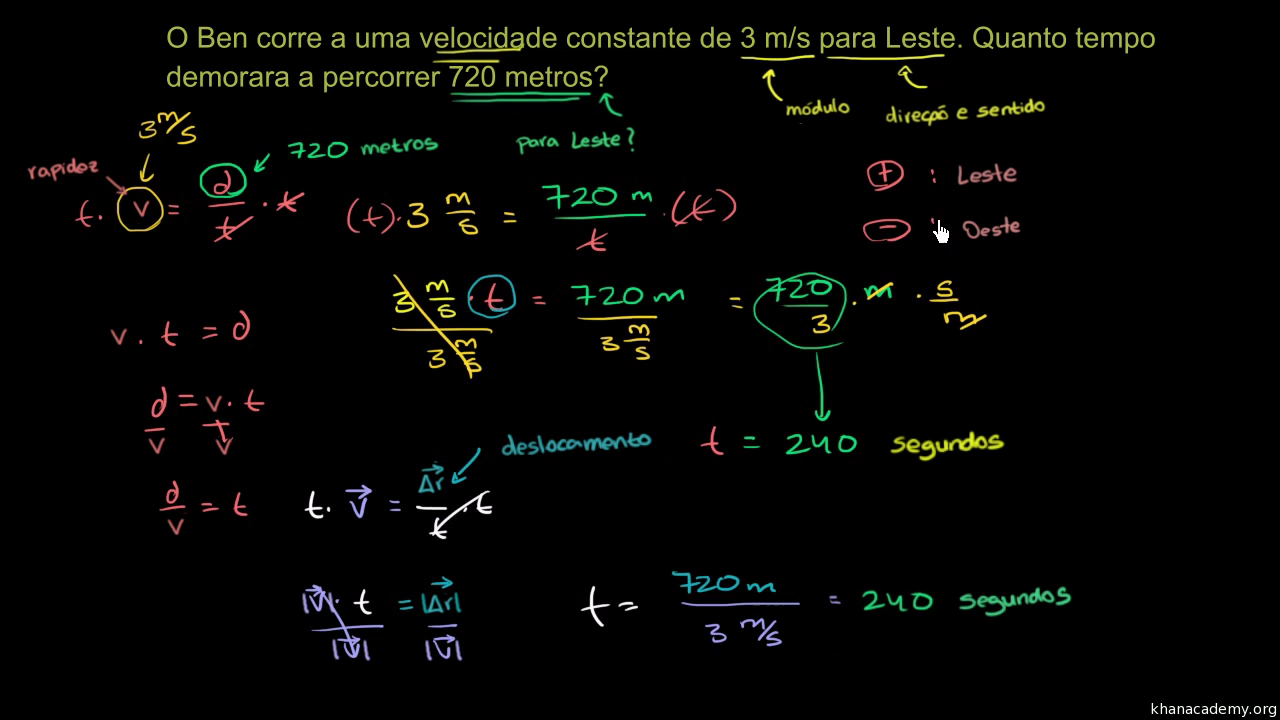 O Ben corre a uma velocidade constante de 3 m/s para Leste. Quanto tempo
demorara a percorrer 720 metros?
módulo
direção e sentido
3 m/s
720 metros
para Leste?
rapidez
t · v = d/t · t
(t) · 3 m/s = 720 m/t · (t)
+ : Leste
- : Oeste
3 m/s · t / 3 m/s = 720 m / 3 m/s = 720/3 · m · s/m
v · t = d
d/v = v · t/v
t = 240 segundos
deslocamento
d/v = t
t · v⃗ = Δr⃗/t · t
|v⃗| · t / |v⃗| = |Δr⃗| / |v⃗|
t = 720 m / 3 m/s = 240 segundos
khanacademy.org